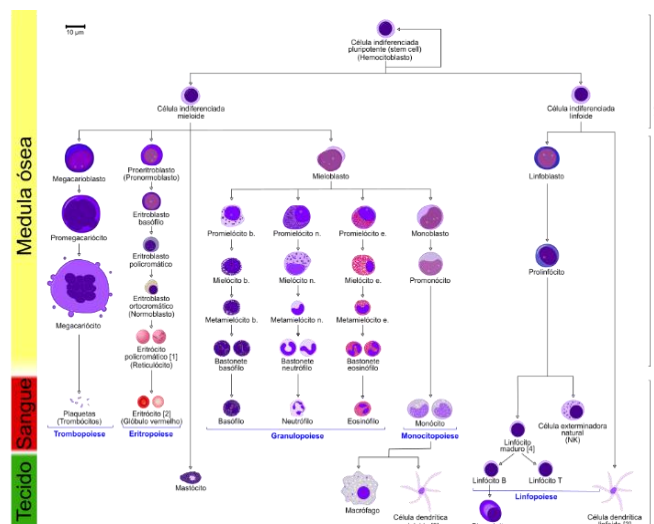 10 µm
Célula indiferenciada
pluripotente (stem cell)
(Hemocitoblasto)
Célula indiferenciada
mieloide
Célula indiferenciada
linfoide
Medula ósea
Megacarioblasto
Proeritroblasto
(Pronormoblasto)
Mieloblasto
Linfoblasto
Promegacariócito
Eritroblasto
basófilo
Promielócito b.
Promielócito n.
Promielócito e.
Monoblasto
Eritroblasto
policromático
Mielócito b.
Mielócito n.
Mielócito e.
Promonócito
Prolinfócito
Eritroblasto
ortocromático
(Normoblasto)
Megacariócito
Metamielócito b.
Metamielócito n.
Metamielócito e.
Eritrócito
policromático [1]
(Reticulócito)
Bastonete
basófilo
Bastonete
neutrófilo
Bastonete
eosinófilo
Sangue
Plaquetas
(Trombócitos)
Eritrócito [2]
(Glóbulo vermelho)
Basófilo
Neutrófilo
Eosinófilo
Monócito
Linfócito
maduro [4]
Célula exterminadora
natural
(NK)
Trombopoiese
Eritropoiese
Granulopoiese
Monocitopoiese
Tecido
Mastócito
Macrófago
Célula dendrítica
Linfócito B
Linfócito T
Linfopoiese
Célula dendrítica